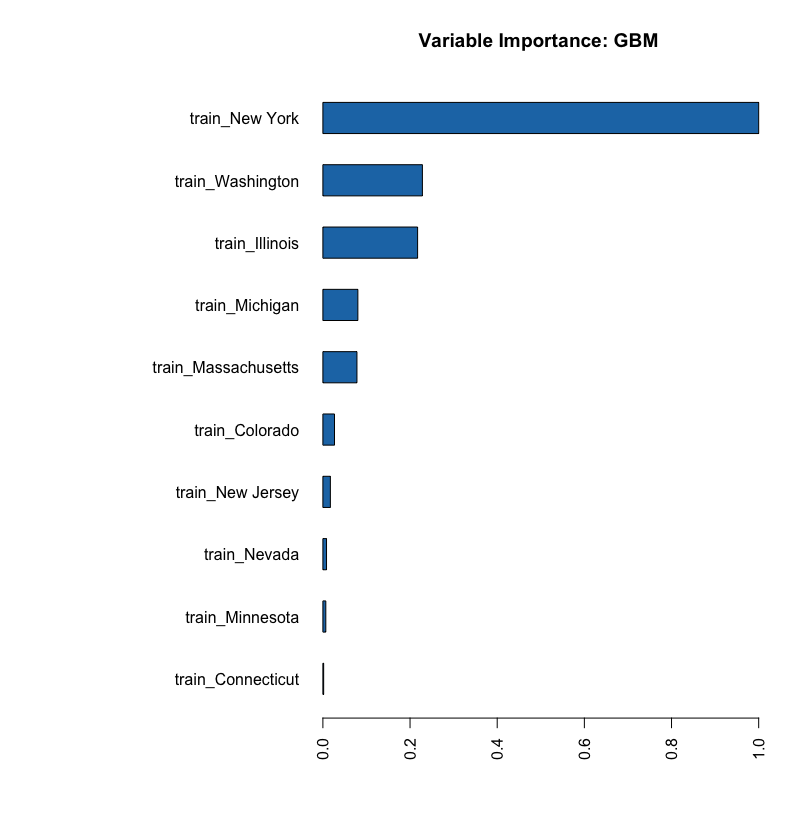 Variable Importance: GBM
train_New York
train_Washington
train_Illinois
train_Michigan
train_Massachusetts
train_Colorado
train_New Jersey
train_Nevada
train_Minnesota
train_Connecticut
0.0
0.2
0.4
0.6
0.8
1.0